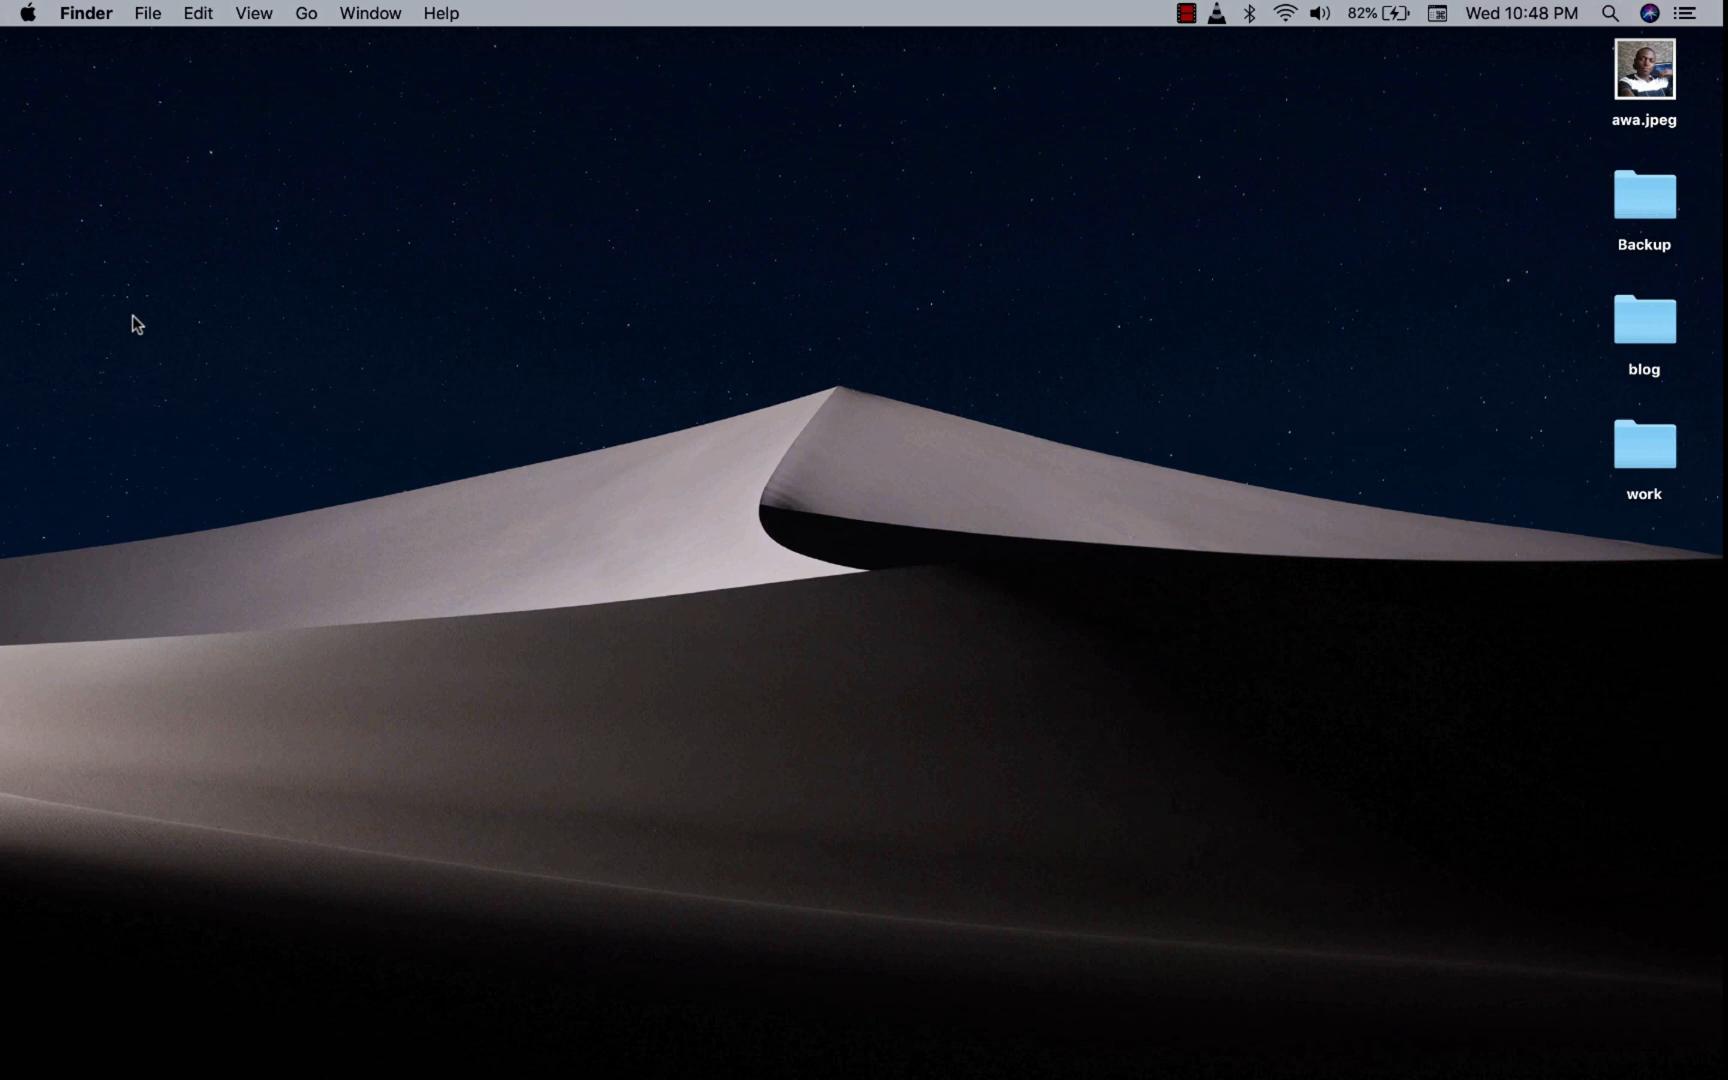 Finder File Edit View Go Window Help 82% Wed 10:48 PM
awa.jpeg
Backup
blog
work